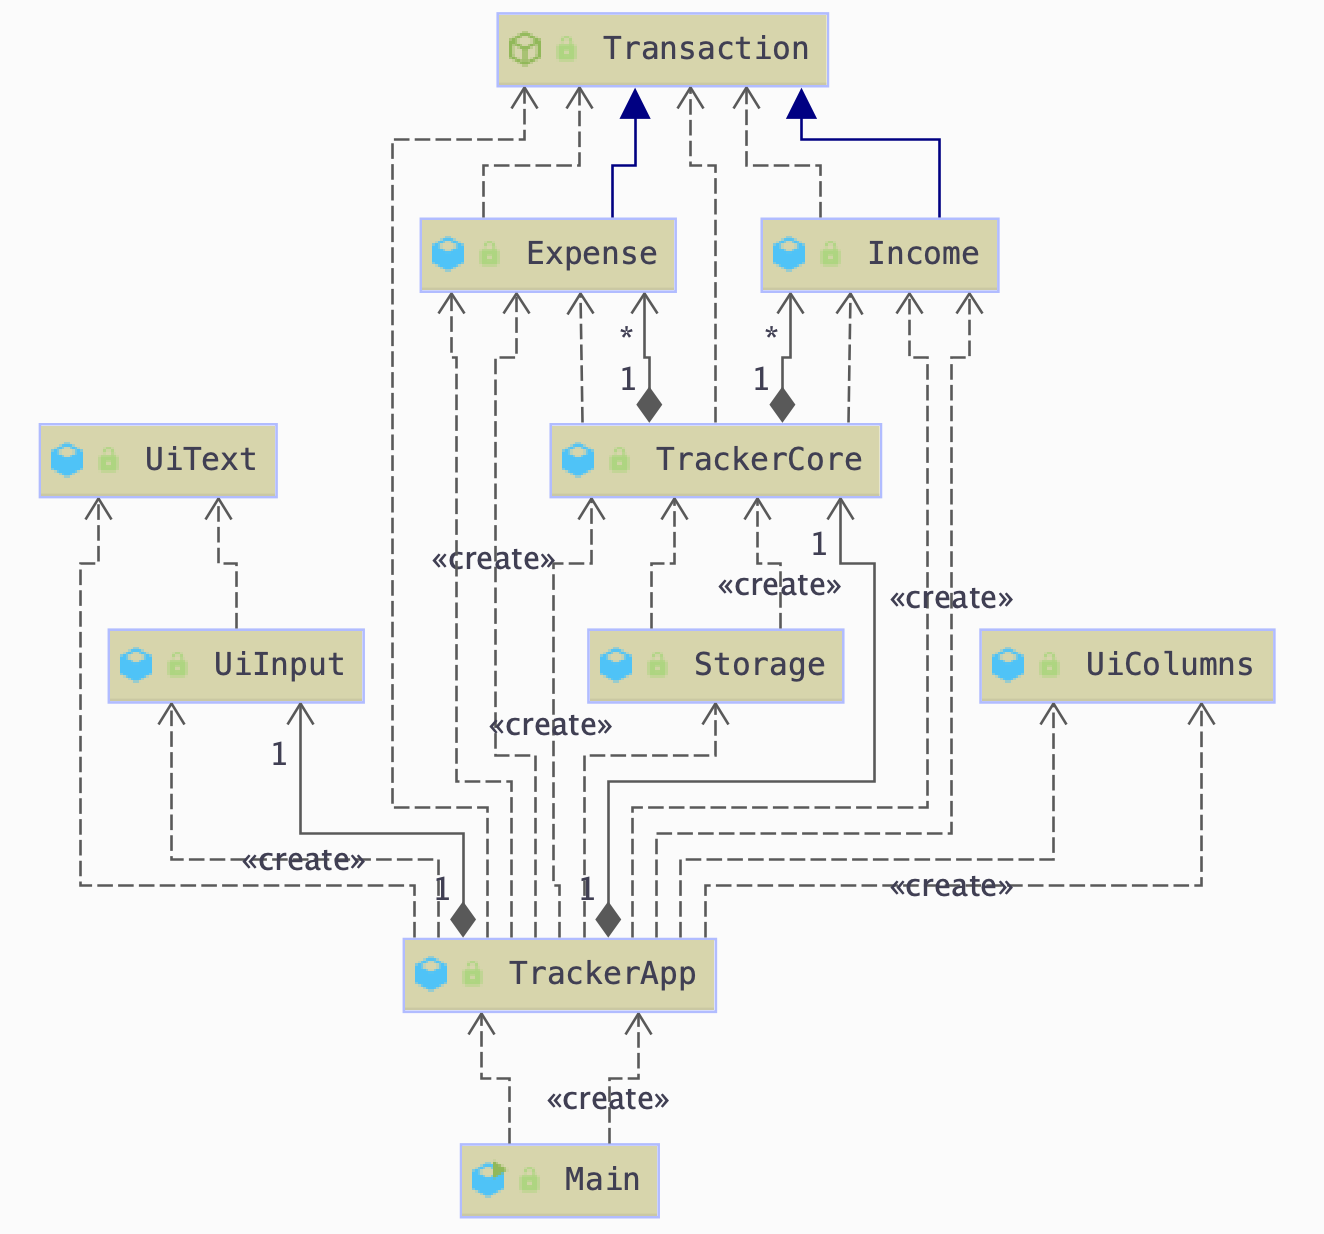 Transaction
Expense
Income
*
*
1
1
UiText
TrackerCore
1
«create»
«create»
«create»
UiInput
Storage
UiColumns
«create»
1
«create»
«create»
1
1
TrackerApp
«create»
Main